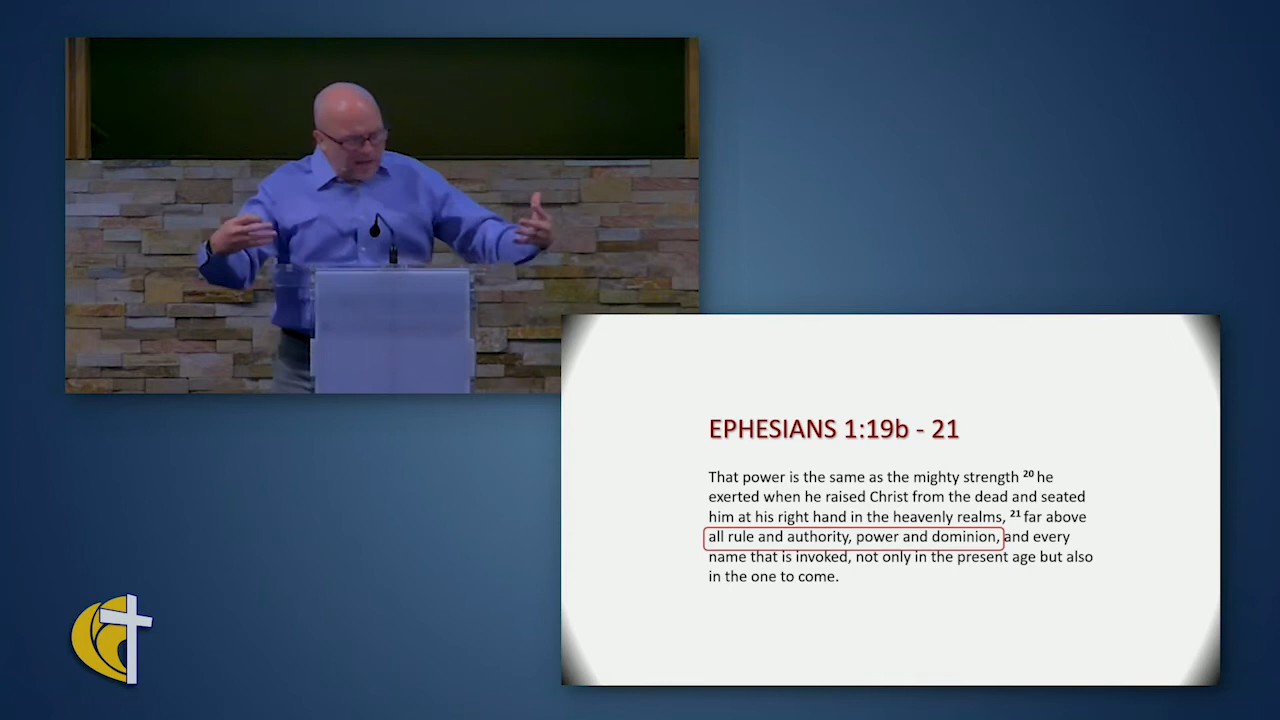 EPHESIANS 1:19b - 21
That power is the same as the mighty strength ²⁰ he
exerted when he raised Christ from the dead and seated
him at his right hand in the heavenly realms, ²¹ far above
all rule and authority, power and dominion, and every
name that is invoked, not only in the present age but also
in the one to come.